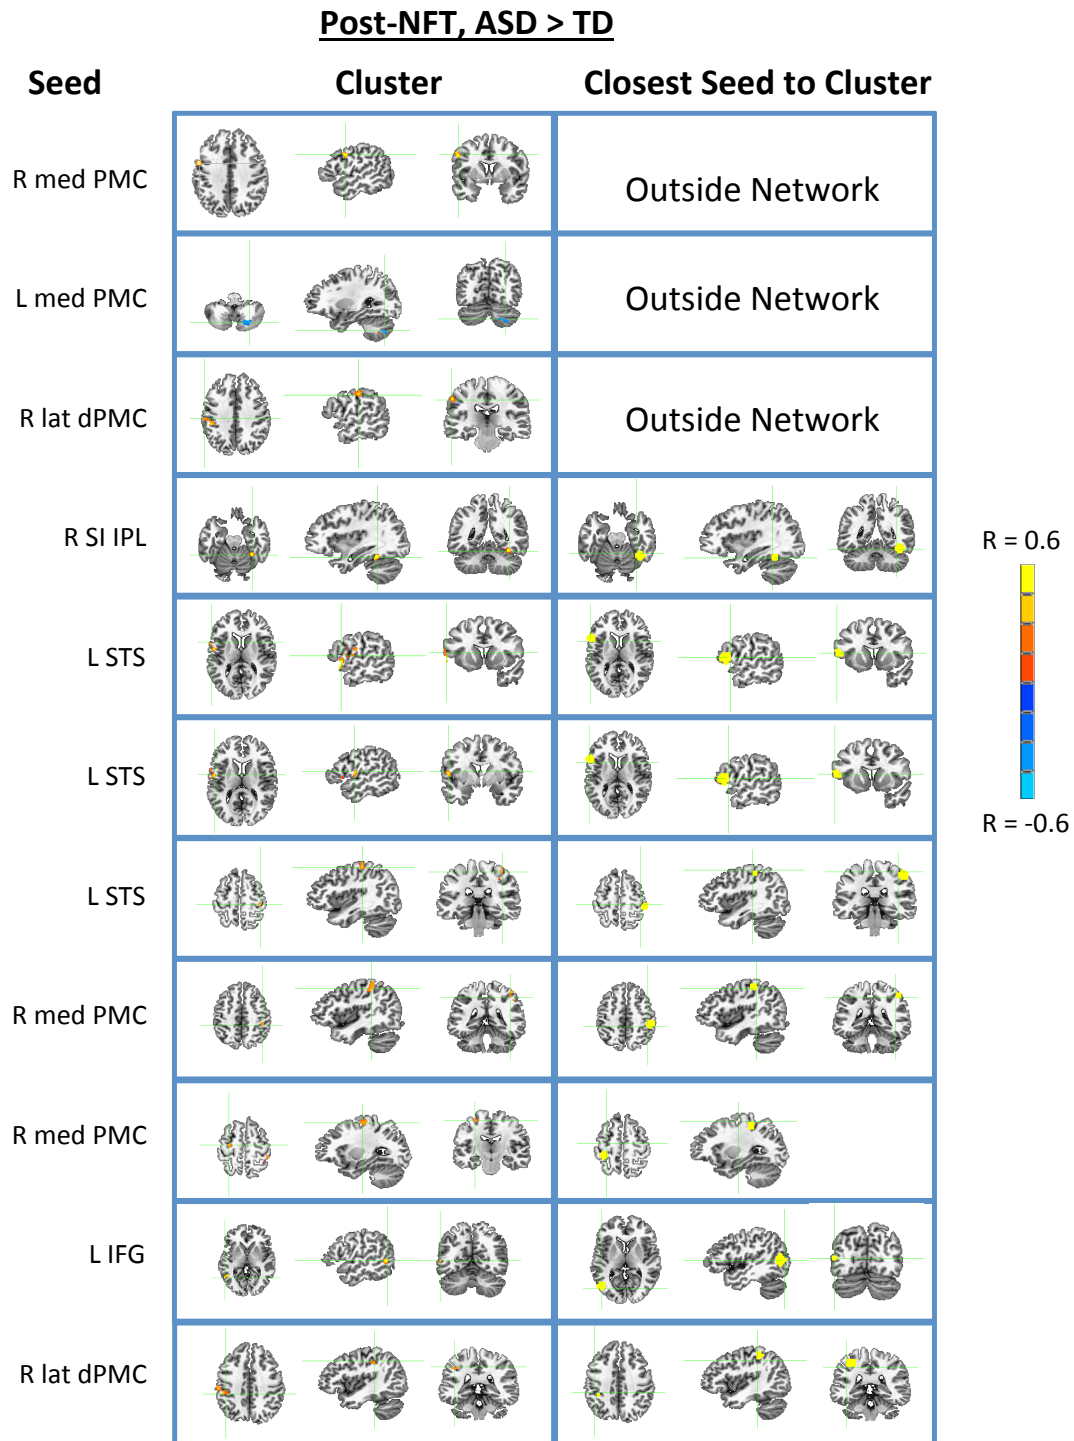 Post-NFT, ASD > TD
Seed Cluster Closest Seed to Cluster
R med PMC Outside Network
L med PMC Outside Network
R lat dPMC Outside Network
R SI IPL
R = 0.6
L STS
L STS
R = -0.6
L STS
R med PMC
R med PMC
L IFG
R lat dPMC